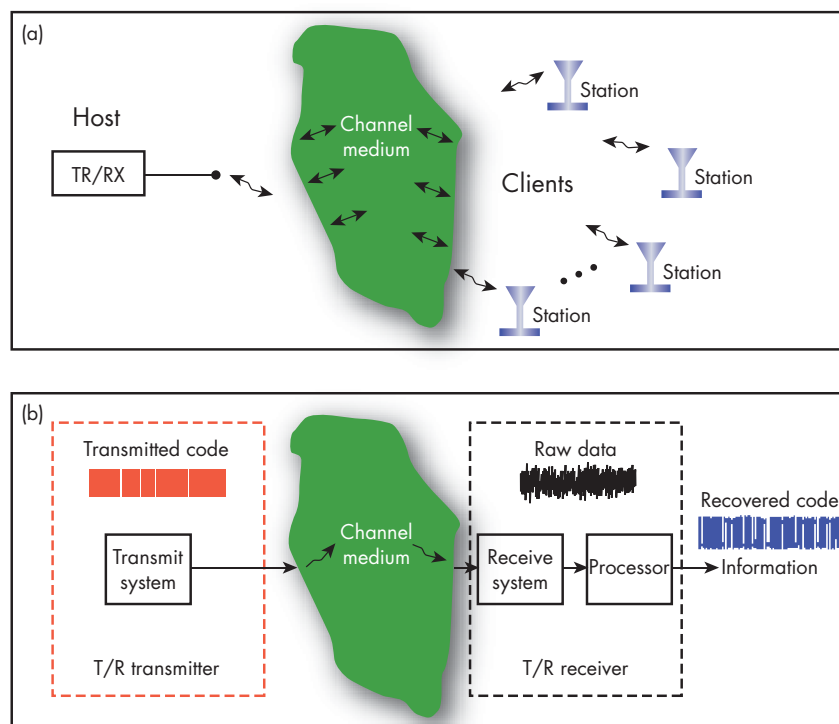 (a)
Host
TR/RX
Channel
medium
Clients
Station
Station
Station
Station
(b)
Transmitted code
Transmit
system
T/R transmitter
Channel
medium
Raw data
Receive
system
Processor
T/R receiver
Recovered code
Information